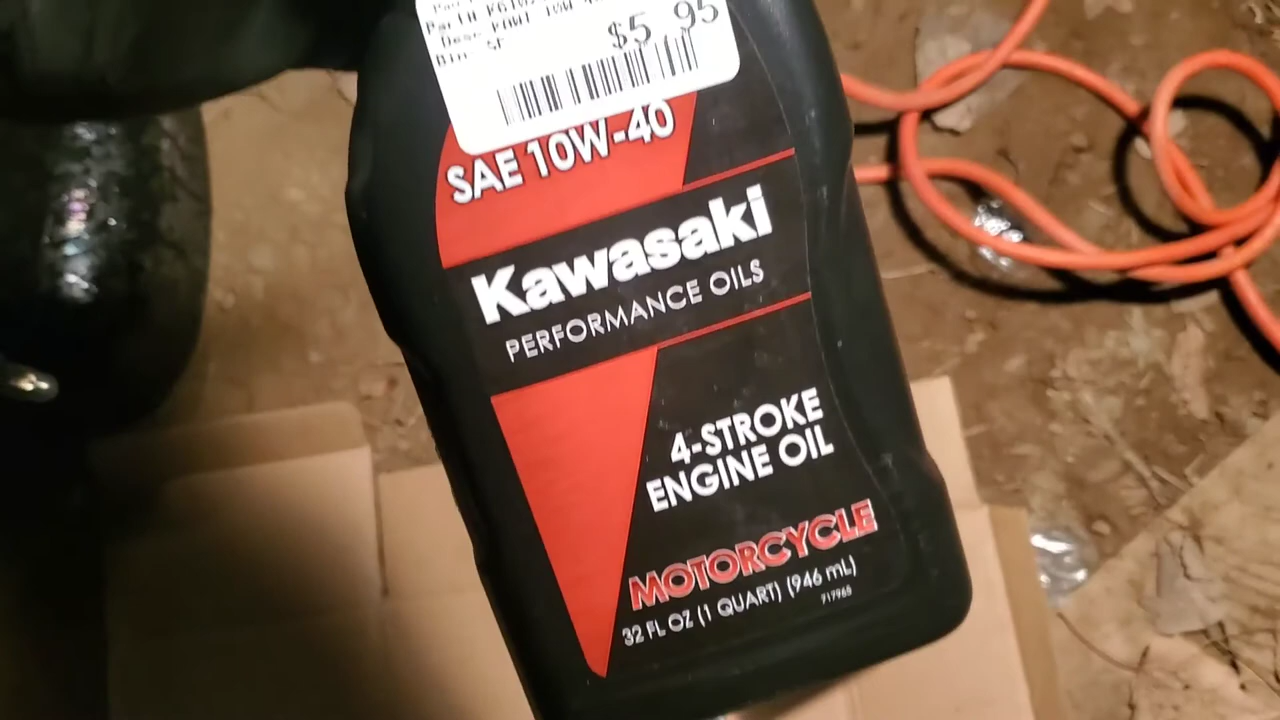 $5.95
SAE 10W-40
Kawasaki
PERFORMANCE OILS
4-STROKE
ENGINE OIL
MOTORCYCLE
32 FL OZ (1 QUART) (946 mL)
717965